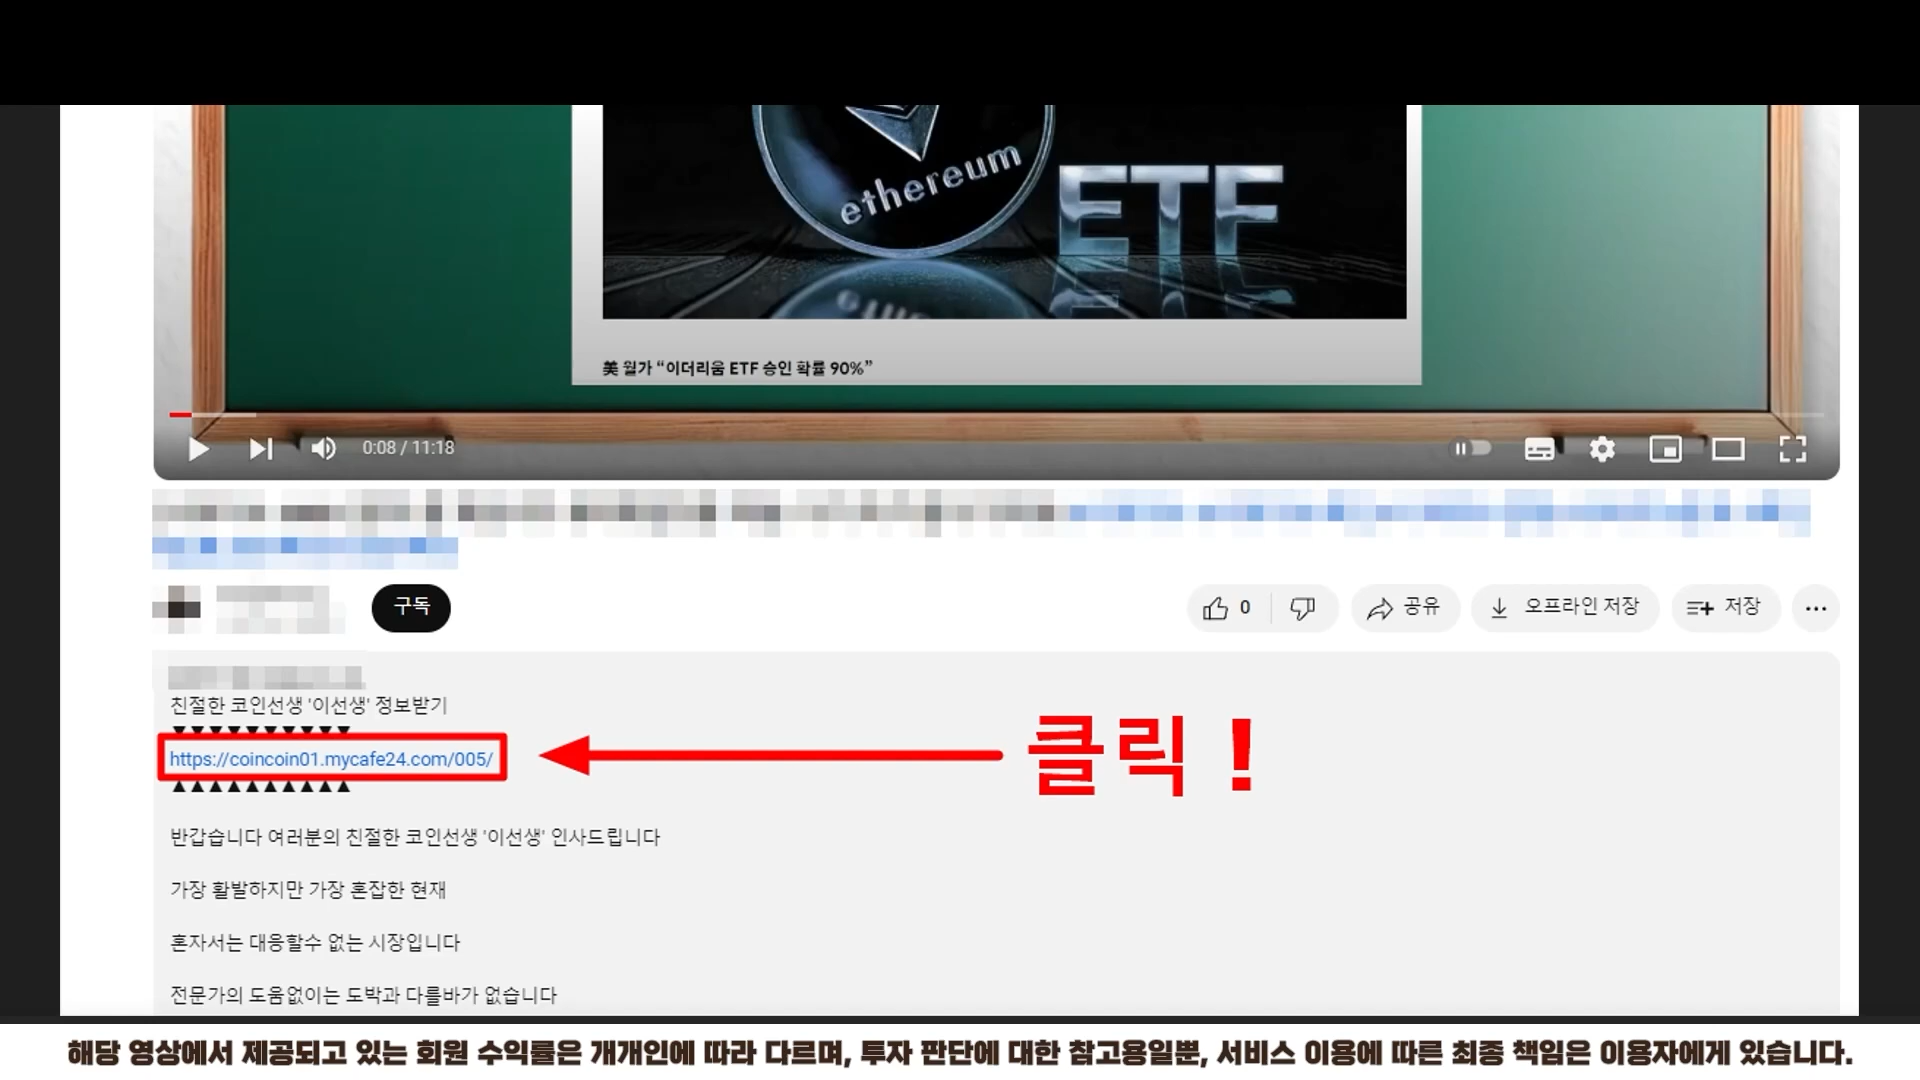 ethereum
ETF
美 월가 “이더리움 ETF 승인 확률 90%”
0:08 / 11:18
구독
0
공유
오프라인 저장
저장
친절한 코인선생 '이선생' 정보받기
▼▼▼▼▼▼▼▼▼▼
https://coincoin01.mycafe24.com/005/
클릭 !
▲▲▲▲▲▲▲▲▲▲
반갑습니다 여러분의 친절한 코인선생 '이선생' 인사드립니다
가장 활발하지만 가장 혼잡한 현재
혼자서는 대응할수 없는 시장입니다
전문가의 도움없이는 도박과 다를바가 없습니다
해당 영상에서 제공되고 있는 회원 수익률은 개개인에 따라 다르며, 투자 판단에 대한 참고용일뿐, 서비스 이용에 따른 최종 책임은 이용자에게 있습니다.